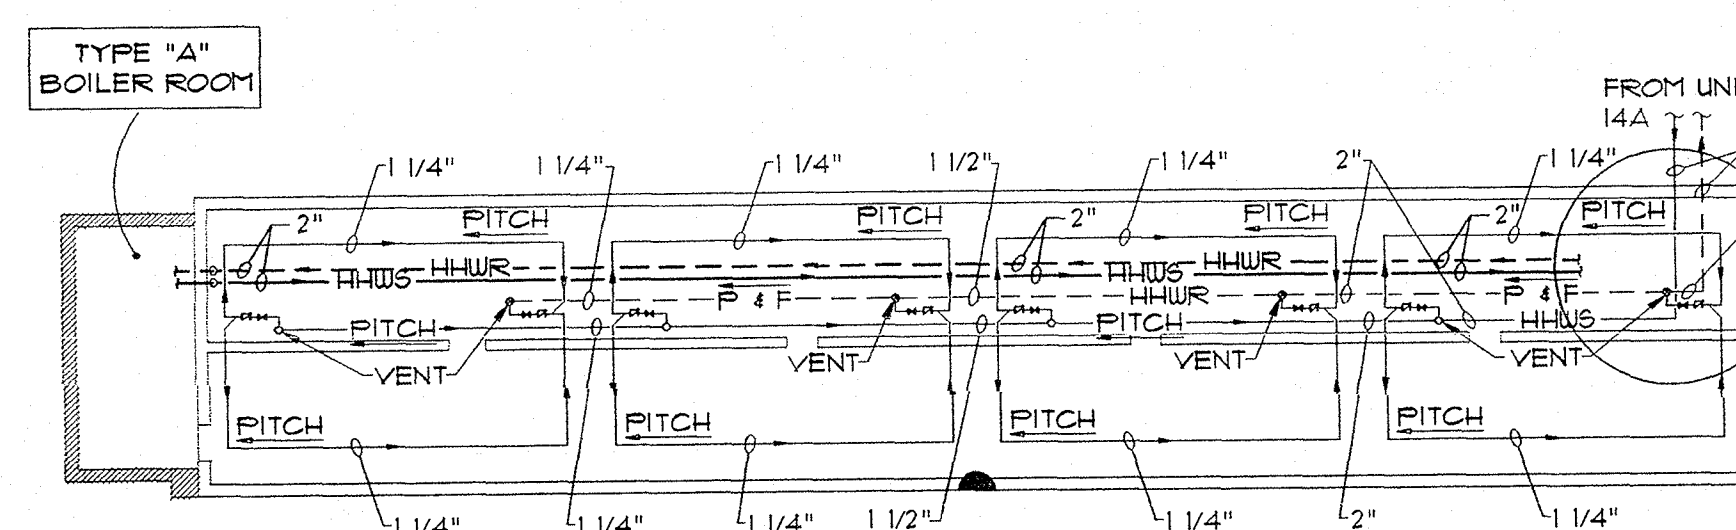 TYPE "A"
BOILER ROOM
FROM
14A
1 1/4"
1 1/4"
1 1/4"
1 1/2"
1 1/4"
2"
1 1/4"
PITCH
PITCH
PITCH
PITCH
2"
2"
2"
HHWS
HHWR
HHWS
HHWR
P & F
HHWR
P & F
PITCH
PITCH
HHWS
VENT
VENT
VENT
VENT
PITCH
PITCH
PITCH
PITCH
1 1/4"
1 1/4"
1 1/4"
1 1/2"
1 1/4"
2"
1 1/4"